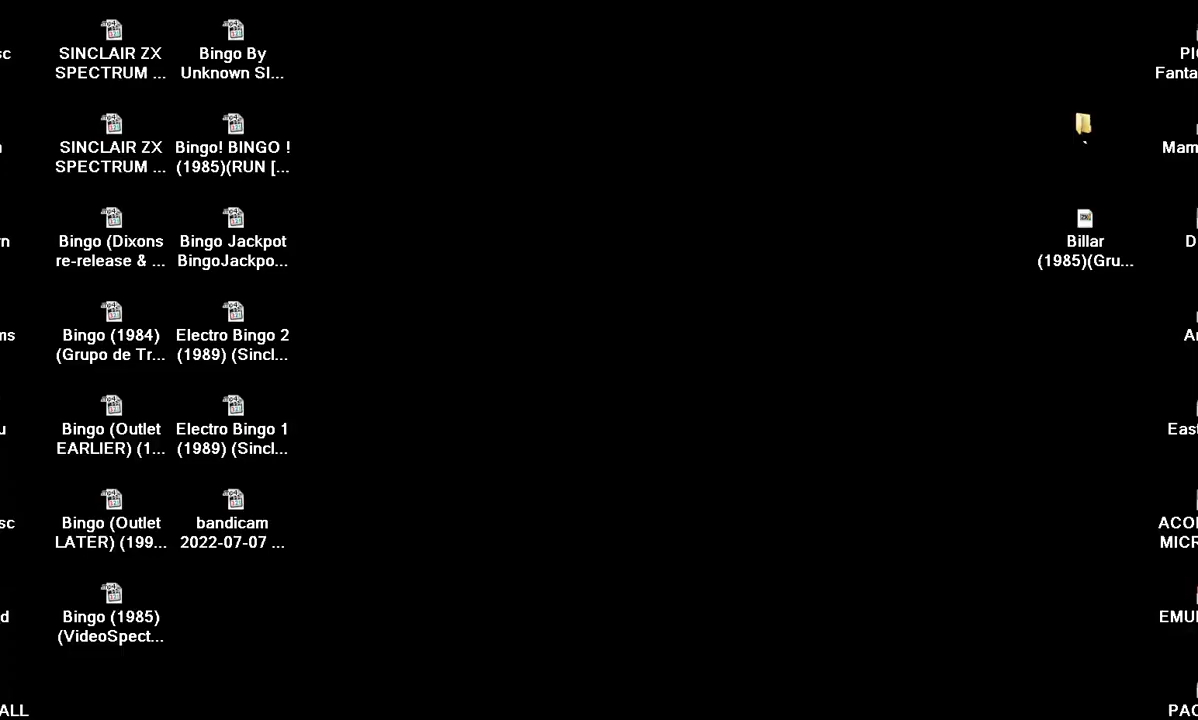 sc
SINCLAIR ZX
SPECTRUM ...
Bingo By
Unknown SI...
SINCLAIR ZX
SPECTRUM ...
Bingo! BINGO !
(1985)(RUN [...
Bingo (Dixons
re-release & ...
Bingo Jackpot
BingoJackpo...
Bingo (1984)
(Grupo de Tr...
Electro Bingo 2
(1989) (Sincl...
Bingo (Outlet
EARLIER) (1...
Electro Bingo 1
(1989) (Sincl...
Bingo (Outlet
LATER) (199...
bandicam
2022-07-07 ...
Bingo (1985)
(VideoSpect...
ms
sc
d
ALL
Billar
(1985)(Gru...
Fanta
Mam
D
East
ACO
MICR
EMU
PAC